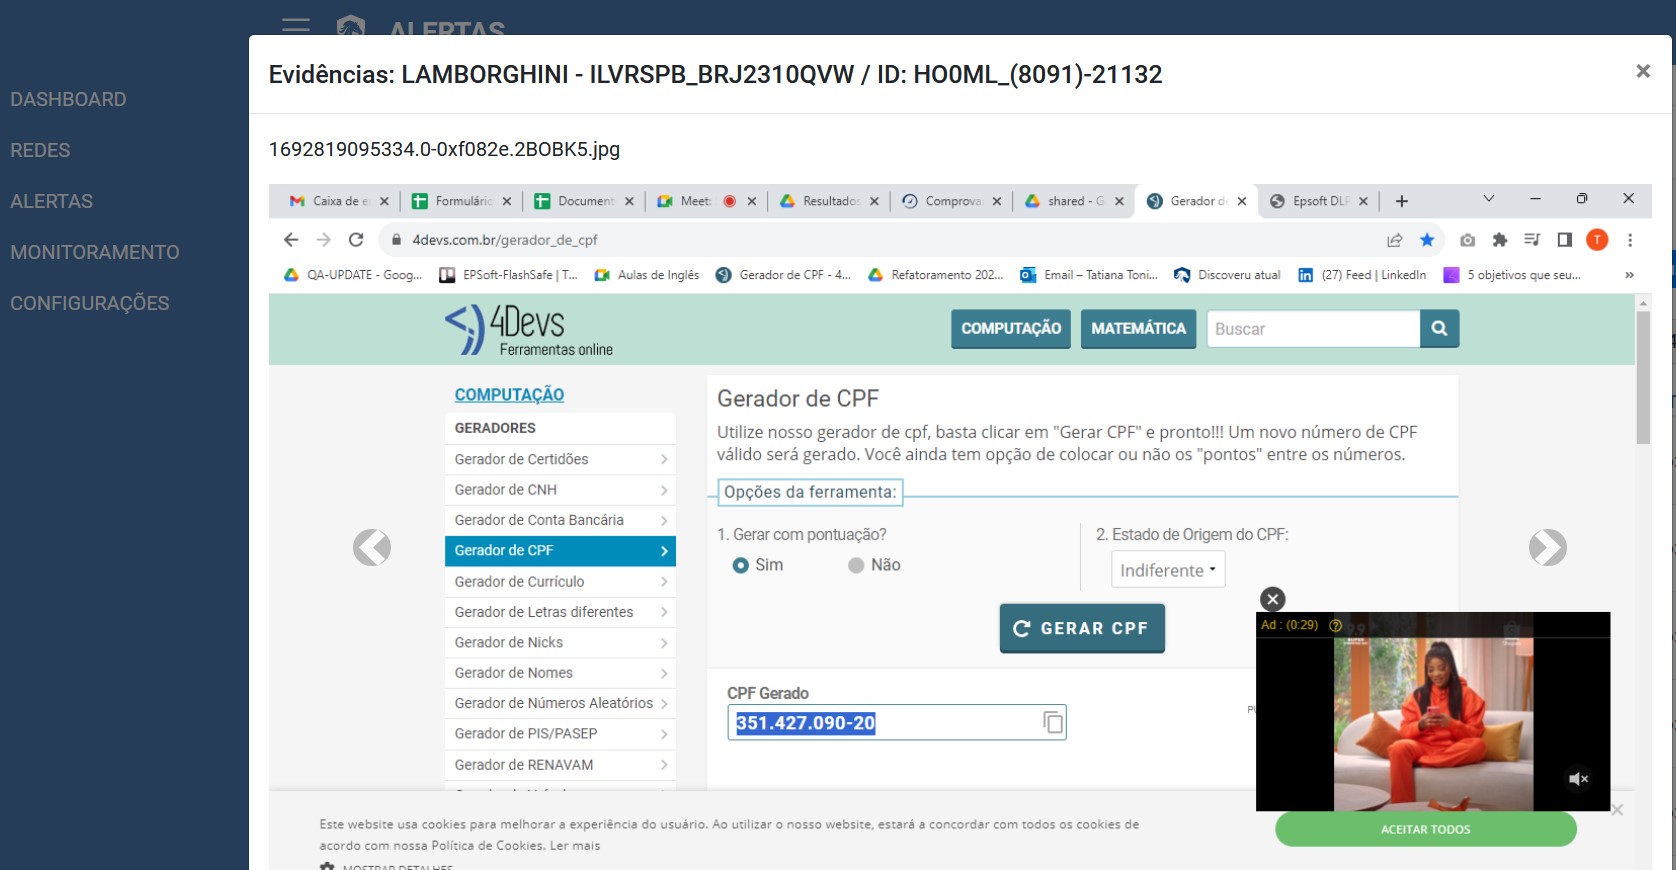 ALERTAS
DASHBOARD
REDES
ALERTAS
MONITORAMENTO
CONFIGURAÇÕES
Evidências: LAMBORGHINI - ILVRSPB_BRJ2310QVW / ID: HO0ML_(8091)-21132
×
1692819095334.0-0xf082e.2BOBK5.jpg
Caixa de e
Formulário
Document
Meet:
Resultados
Comprova
shared - G
Gerador de
Epsoft DLP
4devs.com.br/gerador_de_cpf
T
QA-UPDATE - Goog...
EPSoft-FlashSafe | T...
Aulas de Inglês
Gerador de CPF - 4...
Refatoramento 202...
Email – Tatiana Toni...
Discoveru atual
(27) Feed | LinkedIn
5 objetivos que seu...
»
4Devs
Ferramentas online
COMPUTAÇÃO
MATEMÁTICA
Buscar
COMPUTAÇÃO
GERADORES
Gerador de Certidões
Gerador de CNH
Gerador de Conta Bancária
Gerador de CPF
Gerador de Currículo
Gerador de Letras diferentes
Gerador de Nicks
Gerador de Nomes
Gerador de Números Aleatórios
Gerador de PIS/PASEP
Gerador de RENAVAM
Gerador de CPF
Utilize nosso gerador de cpf, basta clicar em "Gerar CPF" e pronto!!! Um novo número de CPF
válido será gerado. Você ainda tem opção de colocar ou não os "pontos" entre os números.
Opções da ferramenta:
1. Gerar com pontuação?
Sim
Não
2. Estado de Origem do CPF:
Indiferente
GERAR CPF
CPF Gerado
351.427.090-20
Ad : (0:29)
Este website usa cookies para melhorar a experiência do usuário. Ao utilizar o nosso website, estará a concordar com todos os cookies de
acordo com nossa Política de Cookies. Ler mais
MOSTRAR DETALHES
ACEITAR TODOS